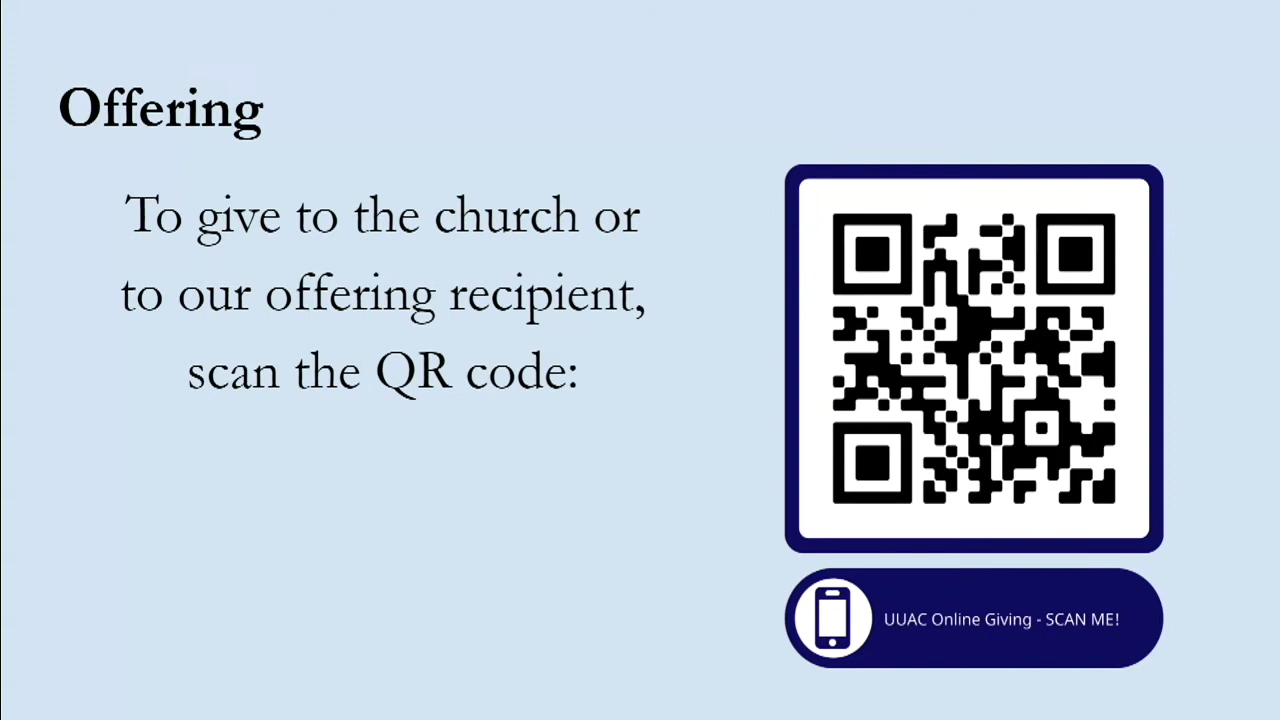 Offering
To give to the church or
to our offering recipient,
scan the QR code:
UUAC Online Giving - SCAN ME!